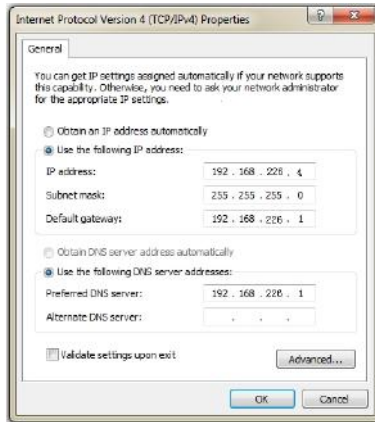 Internet Protocol Version 4 (TCP/IPv4) Properties
General
You can get IP settings assigned automatically if your network supports
this capability. Otherwise, you need to ask your network administrator
for the appropriate IP settings.
Obtain an IP address automatically
Use the following IP address:
IP address: 192 . 168 . 226 . 4
Subnet mask: 255 . 255 . 255 . 0
Default gateway: 192 . 168 . 226 . 1
Obtain DNS server address automatically
Use the following DNS server addresses:
Preferred DNS server: 192 . 168 . 226 . 1
Alternate DNS server: . . .
Validate settings upon exit
Advanced...
OK Cancel